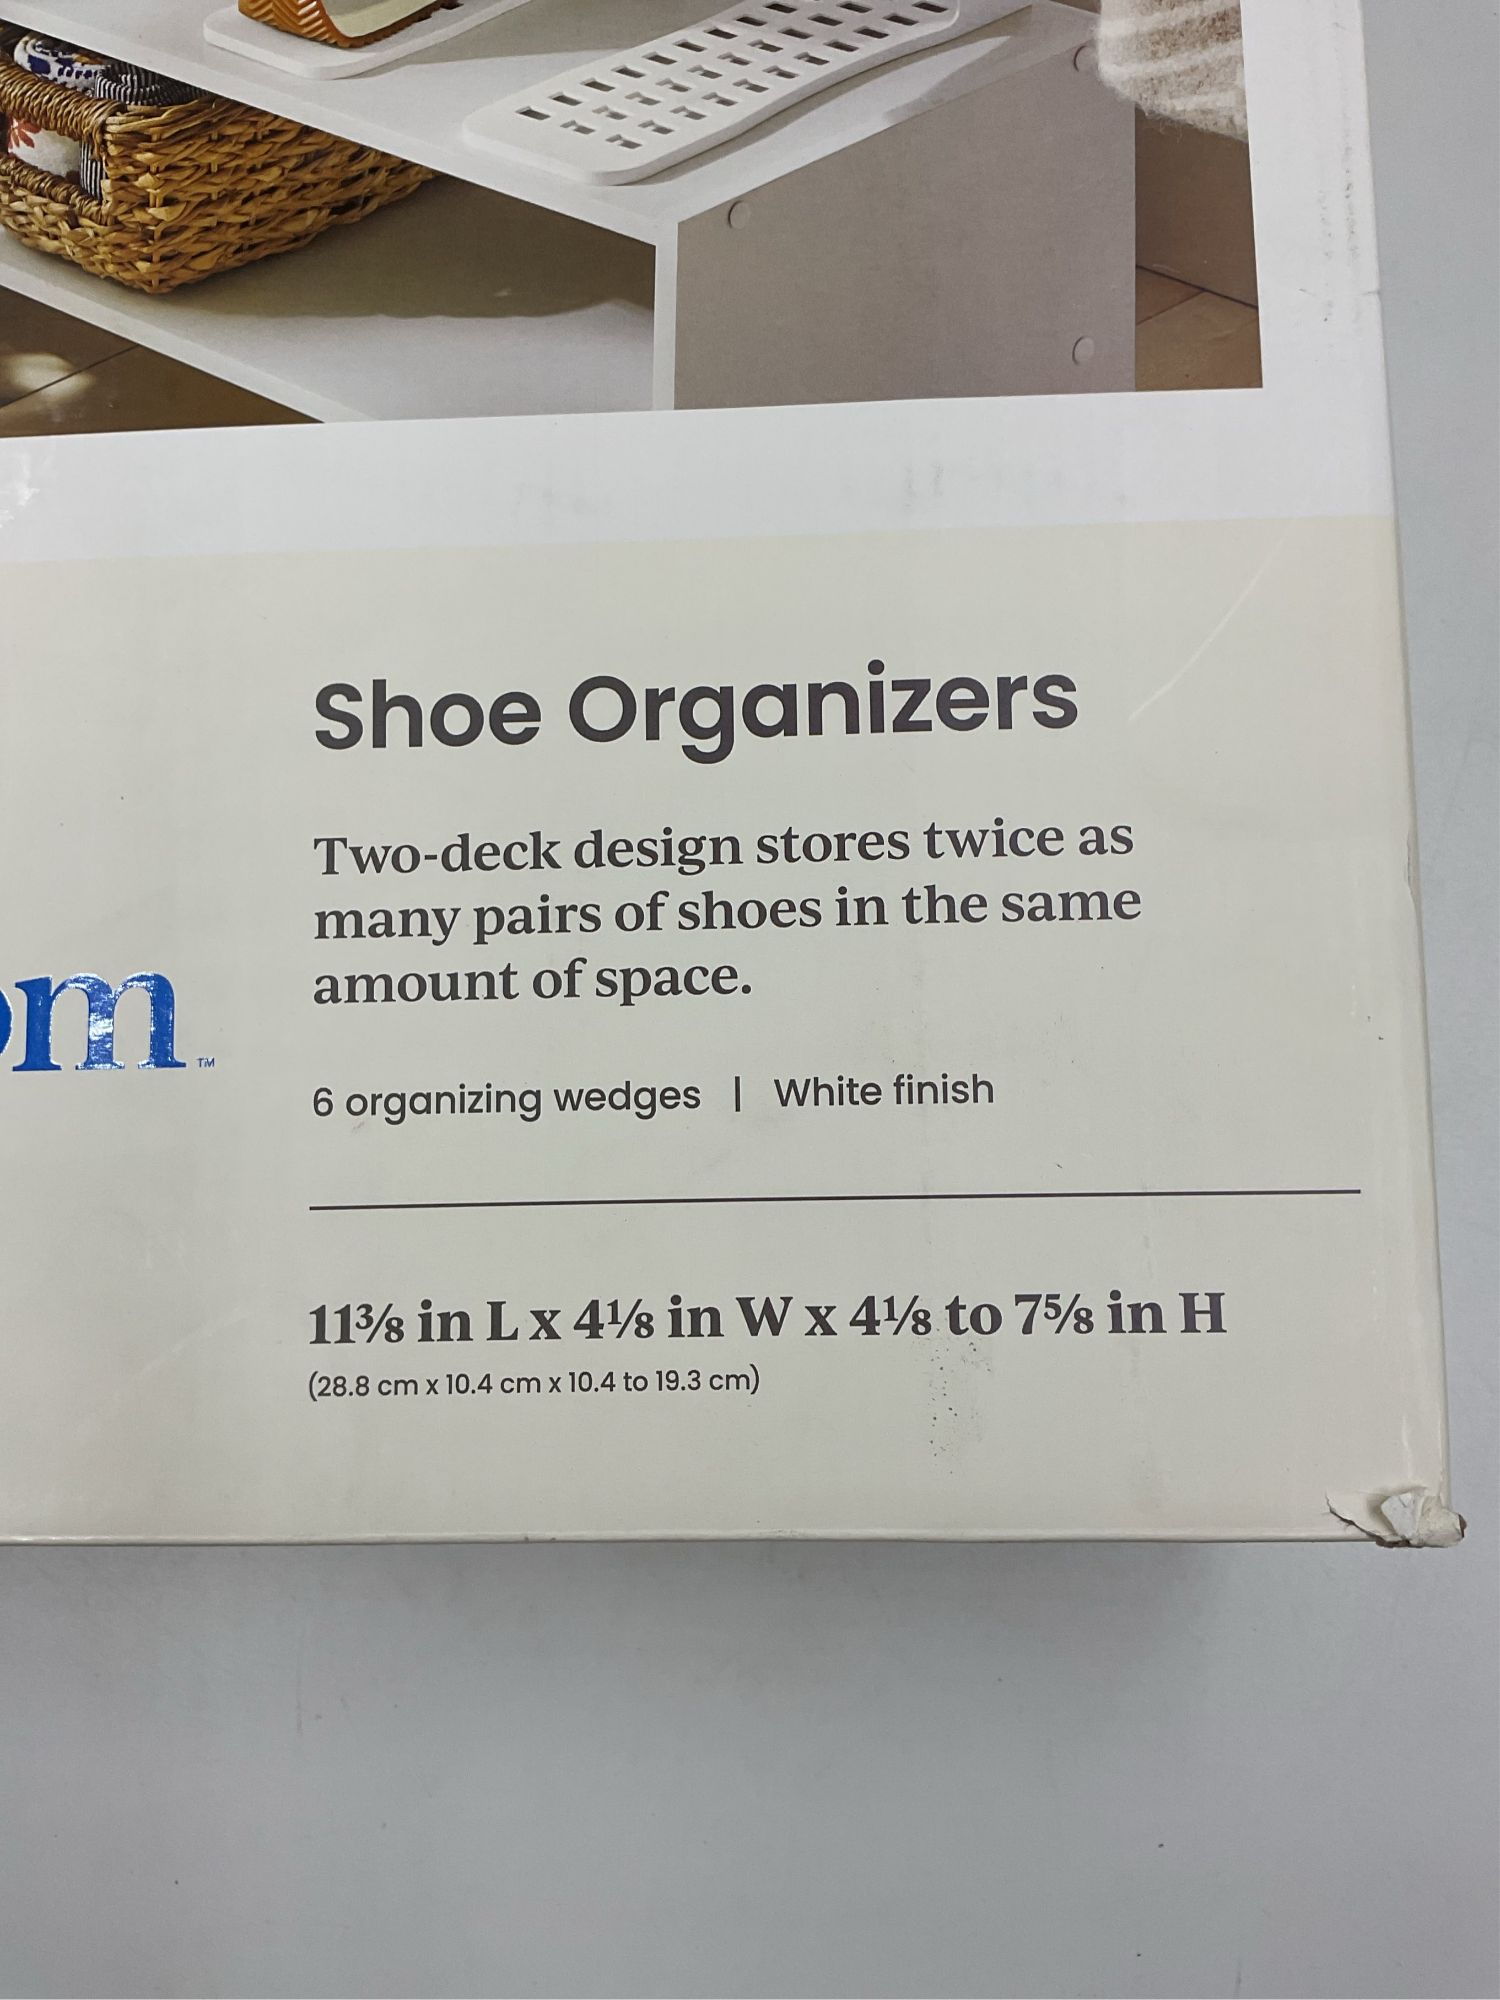 Shoe Organizers
Two-deck design stores twice as
many pairs of shoes in the same
amount of space.
om™
6 organizing wedges | White finish
11⅜ in L x 4⅛ in W x 4⅛ to 7⅝ in H
(28.8 cm x 10.4 cm x 10.4 to 19.3 cm)